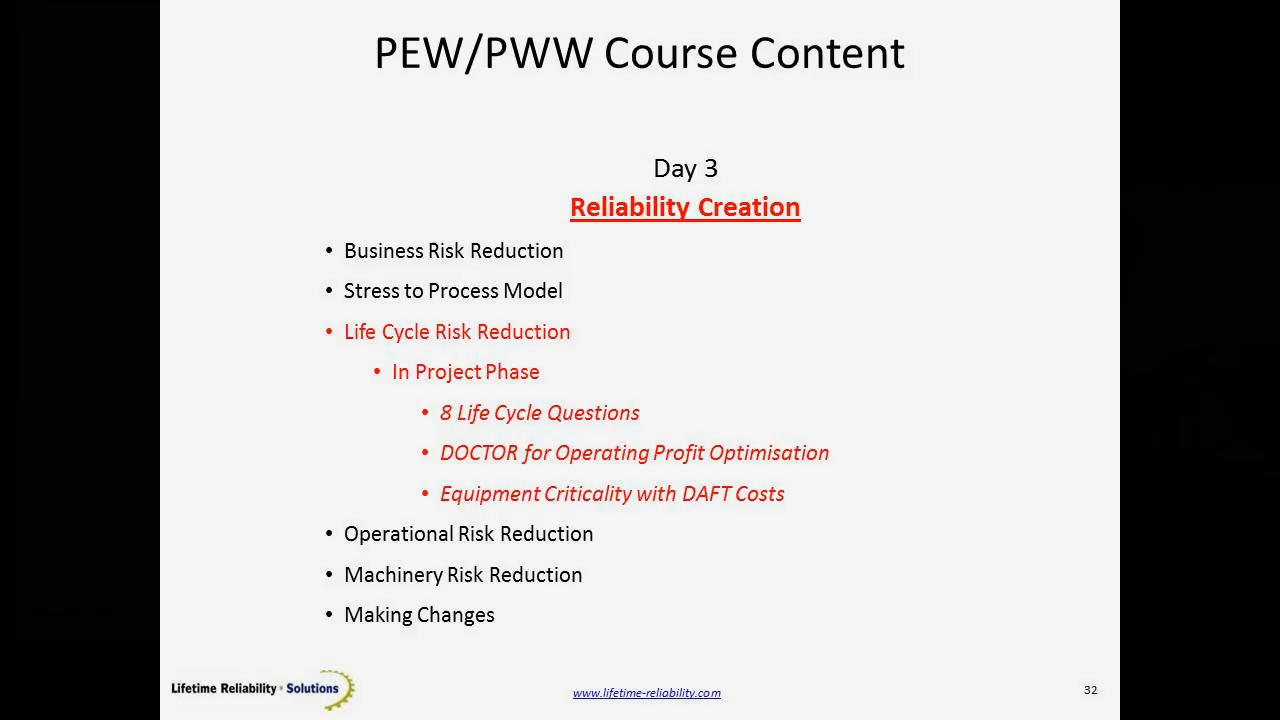 PEW/PWW Course Content
Day 3
Reliability Creation
• Business Risk Reduction
• Stress to Process Model
• Life Cycle Risk Reduction
• In Project Phase
• 8 Life Cycle Questions
• DOCTOR for Operating Profit Optimisation
• Equipment Criticality with DAFT Costs
• Operational Risk Reduction
• Machinery Risk Reduction
• Making Changes
Lifetime Reliability • Solutions
www.lifetime-reliability.com
32